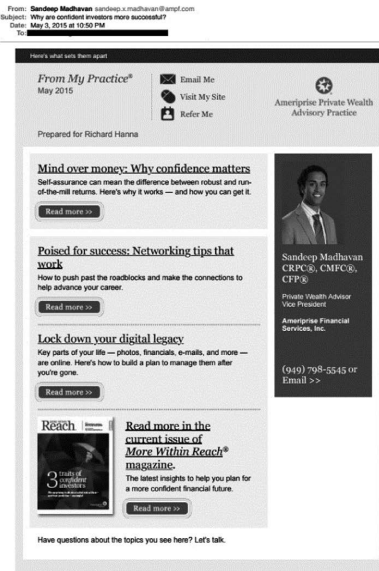 From: Sandeep Madhavan sandeep.x.madhavan@ampf.com
Subject: Why are confident investors more successful?
Date: May 3, 2015 at 10:50 PM
To:
Here's what sets them apart
From My Practice®
May 2015
Email Me
Visit My Site
Refer Me
Ameriprise Private Wealth
Advisory Practice
Prepared for Richard Hanna
Mind over money: Why confidence matters
Self-assurance can mean the difference between robust and run-
of-the-mill returns. Here's why it works — and how you can get it.
Read more >>
Poised for success: Networking tips that
work
How to push past the roadblocks and make the connections to
help advance your career.
Read more >>
Lock down your digital legacy
Key parts of your life — photos, financials, e-mails, and more —
are online. Here's how to build a plan to manage them after
you're gone.
Read more >>
Reach
3 traits of
confident
investors
Read more in the
current issue of
More Within Reach®
magazine.
The latest insights to help you plan for
a more confident financial future.
Read more >>
Sandeep Madhavan
CRPC®, CMFC®,
CFP®
Private Wealth Advisor
Vice President
Ameriprise Financial
Services, Inc.
(949) 798-5545 or
Email >>
Have questions about the topics you see here? Let's talk.